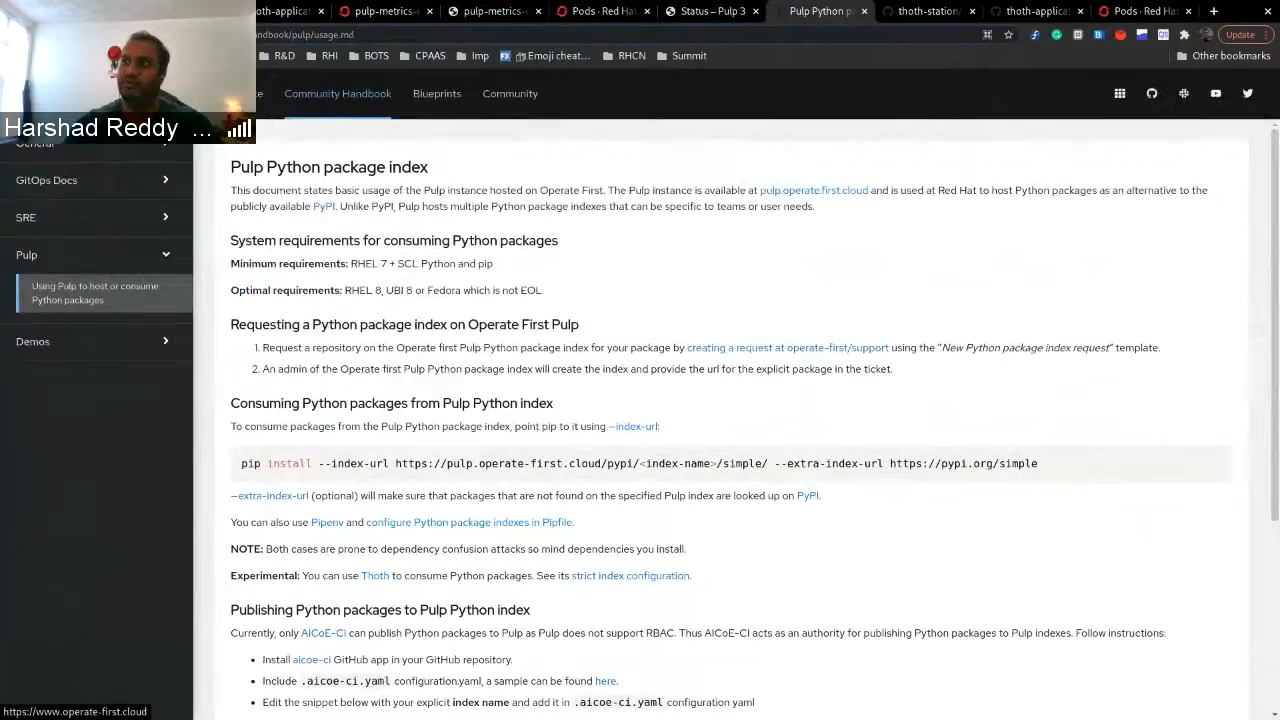 thoth-applicat
pulp-metrics-e
pulp-metrics-e
Pods · Red Hat
Status – Pulp 3
Pulp Python pa
thoth-station/
thoth-applicat
Pods · Red Hat
andbook/pulp/usage.md
Update
R&D
RHI
BOTS
CPAAS
Imp
Emoji cheat...
RHCN
Summit
Other bookmarks
ce
Community Handbook
Blueprints
Community
Harshad Reddy ...
General
GitOps Docs
SRE
Pulp
Using Pulp to host or consume
Python packages
Demos
Pulp Python package index
This document states basic usage of the Pulp instance hosted on Operate First. The Pulp instance is available at pulp.operate.first.cloud and is used at Red Hat to host Python packages as an alternative to the
publicly available PyPI. Unlike PyPI, Pulp hosts multiple Python package indexes that can be specific to teams or user needs.
System requirements for consuming Python packages
Minimum requirements: RHEL 7 + SCL Python and pip
Optimal requirements: RHEL 8, UBI 8 or Fedora which is not EOL
Requesting a Python package index on Operate First Pulp
1. Request a repository on the Operate first Pulp Python package index for your package by creating a request at operate-first/support using the "New Python package index request" template.
2. An admin of the Operate first Pulp Python package index will create the index and provide the url for the explicit package in the ticket.
Consuming Python packages from Pulp Python index
To consume packages from the Pulp Python package index, point pip to it using –index-url:
pip install --index-url https://pulp.operate-first.cloud/pypi/<index-name>/simple/ --extra-index-url https://pypi.org/simple
–extra-index-url (optional) will make sure that packages that are not found on the specified Pulp index are looked up on PyPI.
You can also use Pipenv and configure Python package indexes in Pipfile.
NOTE: Both cases are prone to dependency confusion attacks so mind dependencies you install.
Experimental: You can use Thoth to consume Python packages. See its strict index configuration.
Publishing Python packages to Pulp Python index
Currently, only AICoE-CI can publish Python packages to Pulp as Pulp does not support RBAC. Thus AICoE-CI acts as an authority for publishing Python packages to Pulp indexes. Follow instructions:
• Install aicoe-ci GitHub app in your GitHub repository.
• Include .aicoe-ci.yaml configuration.yaml, a sample can be found here.
• Edit the snippet below with your explicit index name and add it in .aicoe-ci.yaml configuration yaml
https://www.operate-first.cloud